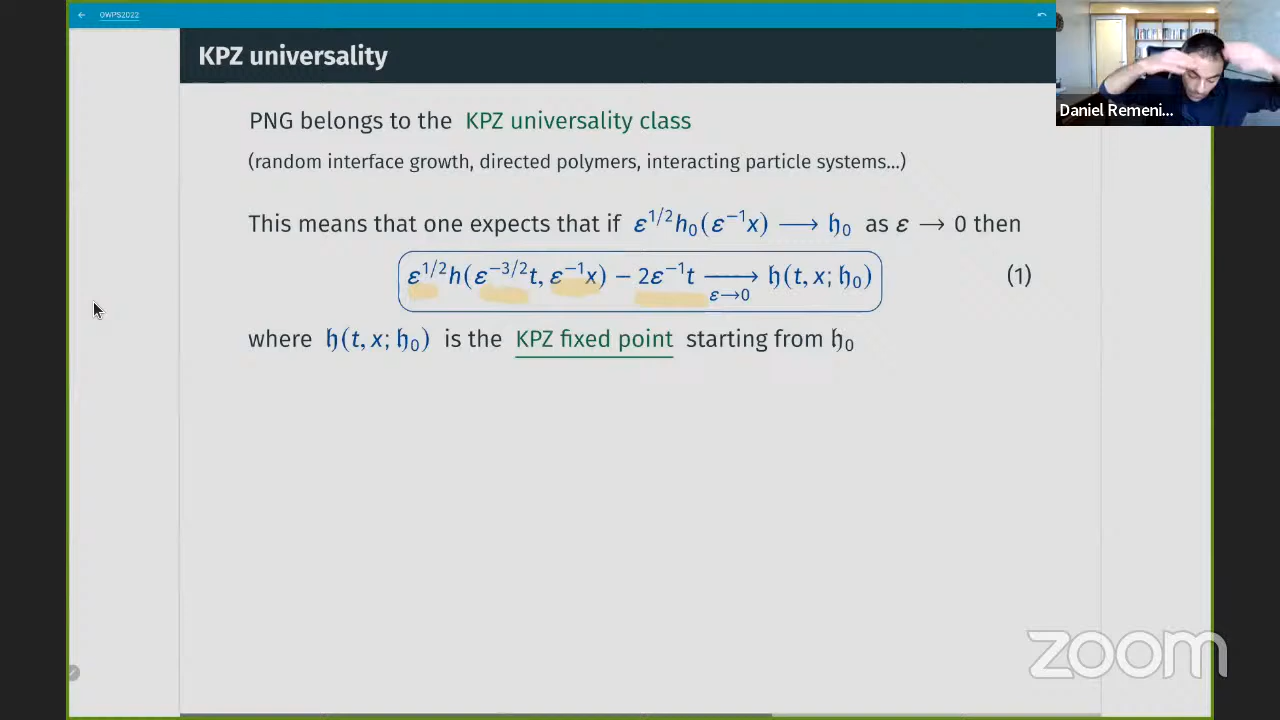 OWPS2022
KPZ universality
Daniel Remeni...
PNG belongs to the KPZ universality class
(random interface growth, directed polymers, interacting particle systems...)
This means that one expects that if ε^{1/2}h₀(ε^{−1}x) ⟶ 𝔥₀ as ε → 0 then
ε^{1/2}h(ε^{−3/2}t, ε^{−1}x) − 2ε^{−1}t ⟶_{ε→0} 𝔥(t, x; 𝔥₀) (1)
where 𝔥(t, x; 𝔥₀) is the KPZ fixed point starting from 𝔥₀
zoom